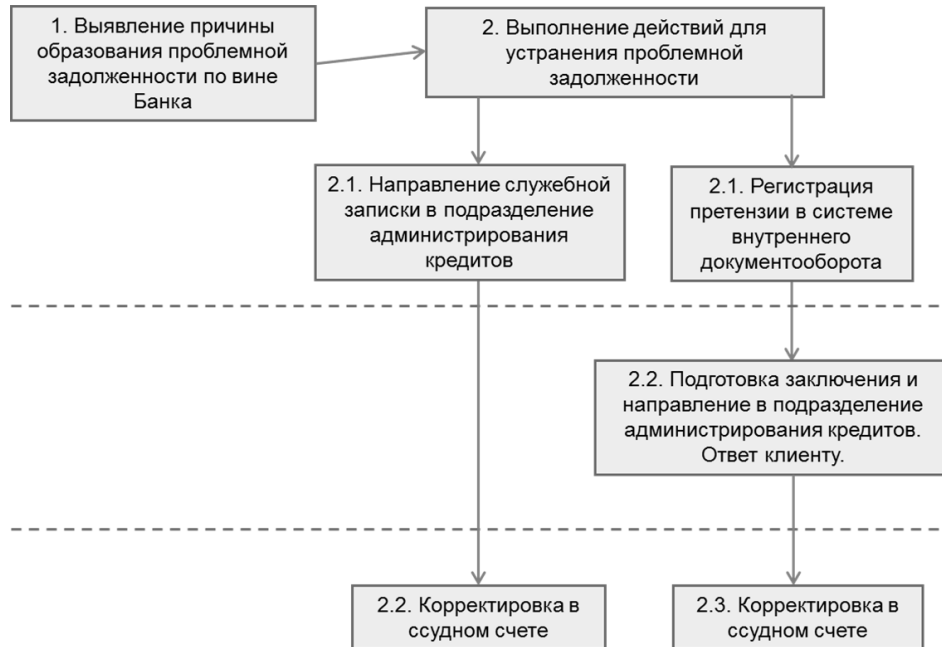 1. Выявление причины
образования проблемной
задолженности по вине
Банка
2. Выполнение действий для
устранения проблемной
задолженности
2.1. Направление служебной
записки в подразделение
администрирования
кредитов
2.1. Регистрация
претензии в системе
внутреннего
документооборота
2.2. Подготовка заключения и
направление в подразделение
администрирования кредитов.
Ответ клиенту.
2.2. Корректировка в
ссудном счете
2.3. Корректировка в
ссудном счете